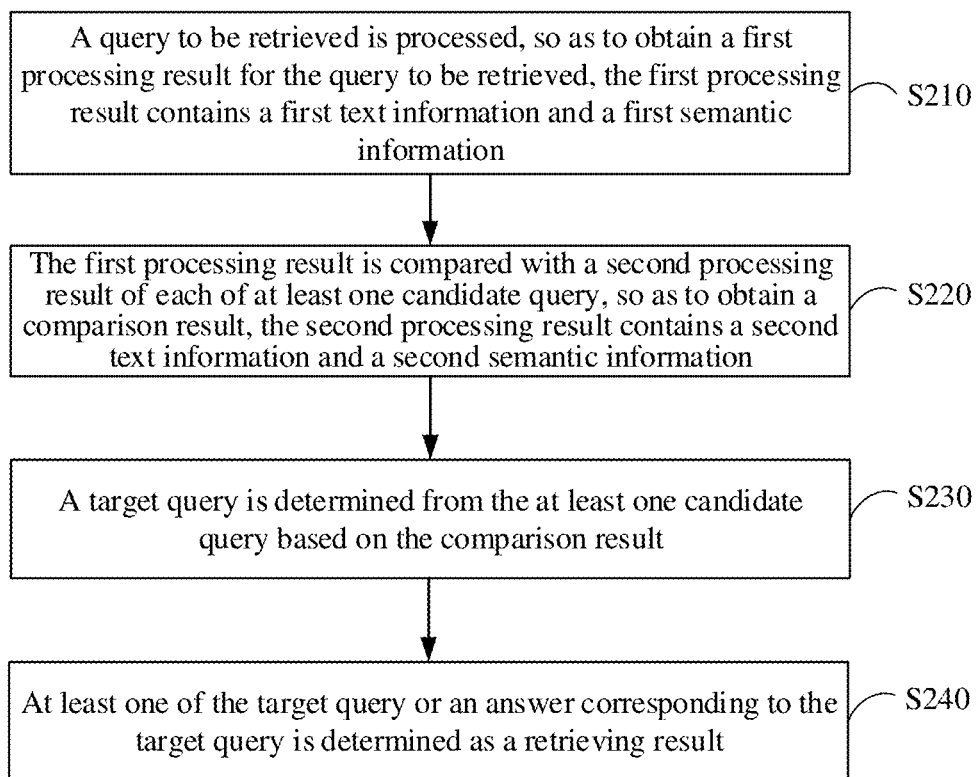 A query to be retrieved is processed, so as to obtain a first
processing result for the query to be retrieved, the first processing
result contains a first text information and a first semantic
information
S210
The first processing result is compared with a second processing
result of each of at least one candidate query, so as to obtain a
comparison result, the second processing result contains a second
text information and a second semantic information
S220
A target query is determined from the at least one candidate
query based on the comparison result
S230
At least one of the target query or an answer corresponding to the
target query is determined as a retrieving result
S240